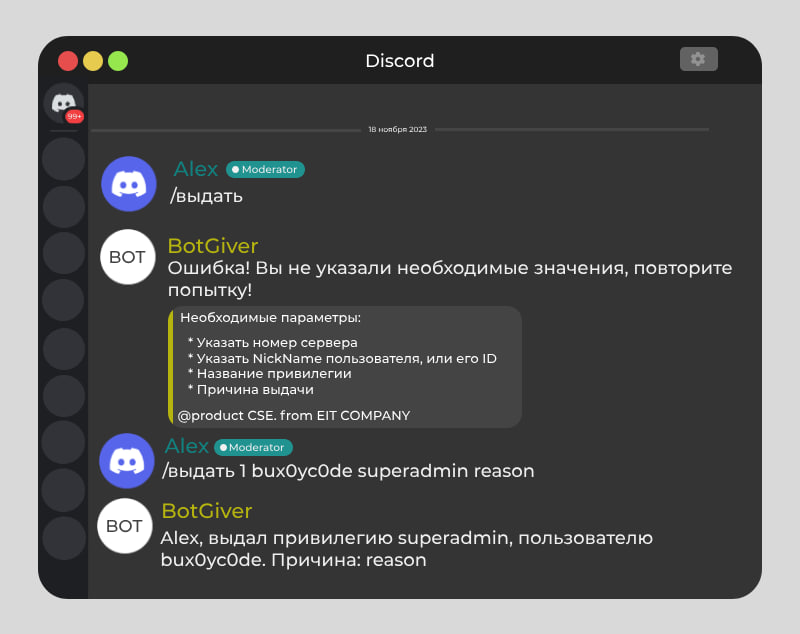 Discord
99+
18 ноября 2023
Alex Moderator
/выдать
BOT
BotGiver
Ошибка! Вы не указали необходимые значения, повторите
попытку!
Необходимые параметры:
* Указать номер сервера
* Указать NickName пользователя, или его ID
* Название привилегии
* Причина выдачи
@product CSE. from EIT COMPANY
Alex Moderator
/выдать 1 bux0yc0de superadmin reason
BOT
BotGiver
Alex, выдал привилегию superadmin, пользователю
bux0yc0de. Причина: reason